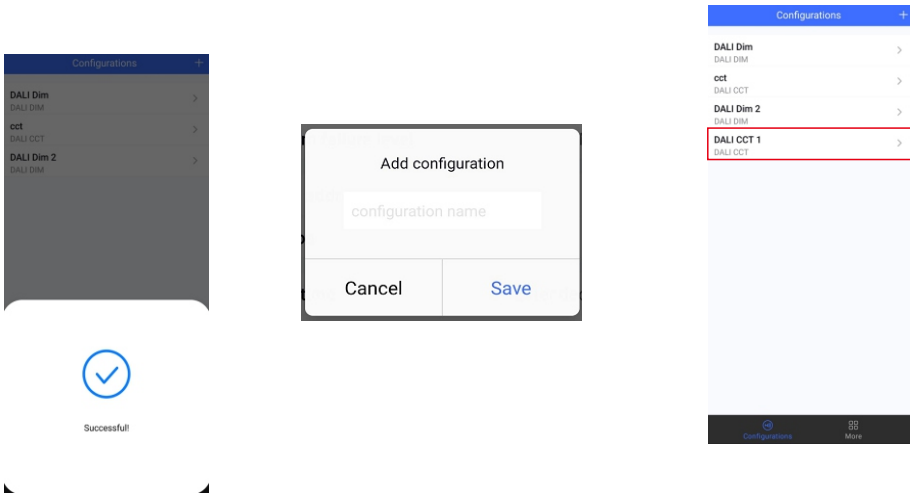 Configurations +
DALI Dim
DALI DIM
cct
DALI CCT
DALI Dim 2
DALI DIM
Successful!
Add configuration
configuration name
Cancel
Save
Configurations +
DALI Dim
DALI DIM
cct
DALI CCT
DALI Dim 2
DALI DIM
DALI CCT 1
DALI CCT
Configurations
More